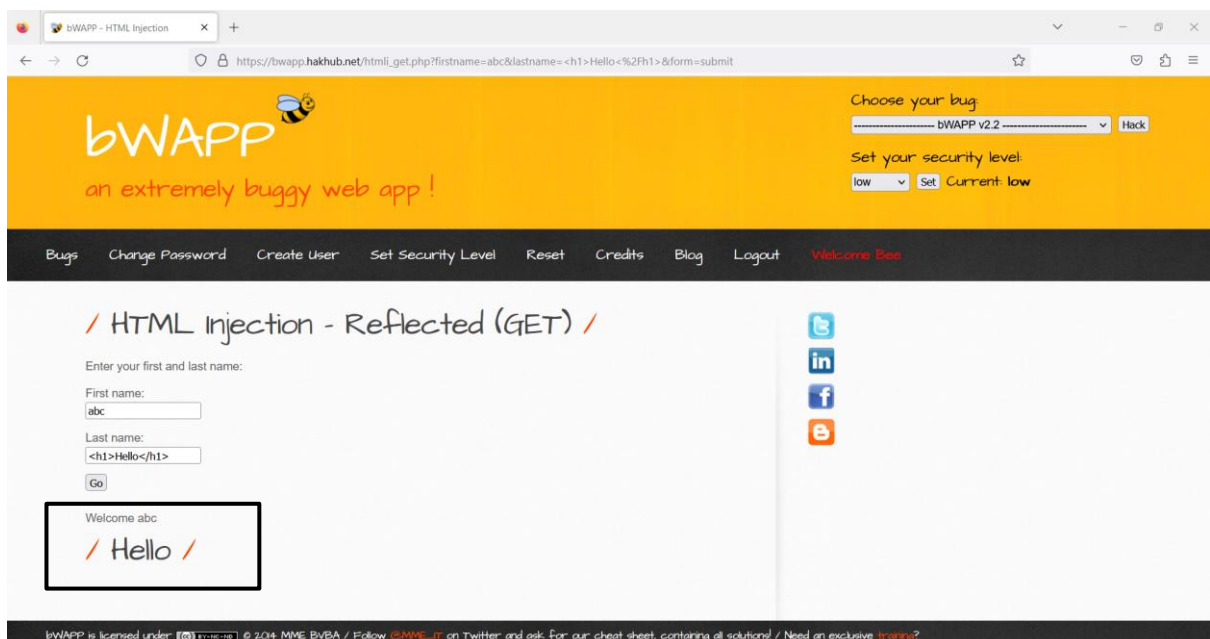 bWAPP - HTML Injection
https://bwapp.hakhub.net/htmli_get.php?firstname=abc&lastname=<h1>Hello<%2Fh1>&form=submit
bWAPP
an extremely buggy web app !
Choose your bug:
---------------------- bWAPP v2.2 ----------------------
Hack
Set your security level:
low
Set
Current: low
Bugs
Change Password
Create User
Set Security Level
Reset
Credits
Blog
Logout
Welcome Bee
/ HTML Injection - Reflected (GET) /
Enter your first and last name:
First name:
abc
Last name:
<h1>Hello</h1>
Go
Welcome abc
/ Hello /
bWAPP is licensed under (cc) BY-NC-ND © 2014 MME BVBA / Follow @MME_IT on Twitter and ask for our cheat sheet, containing all solutions! / Need an exclusive training?